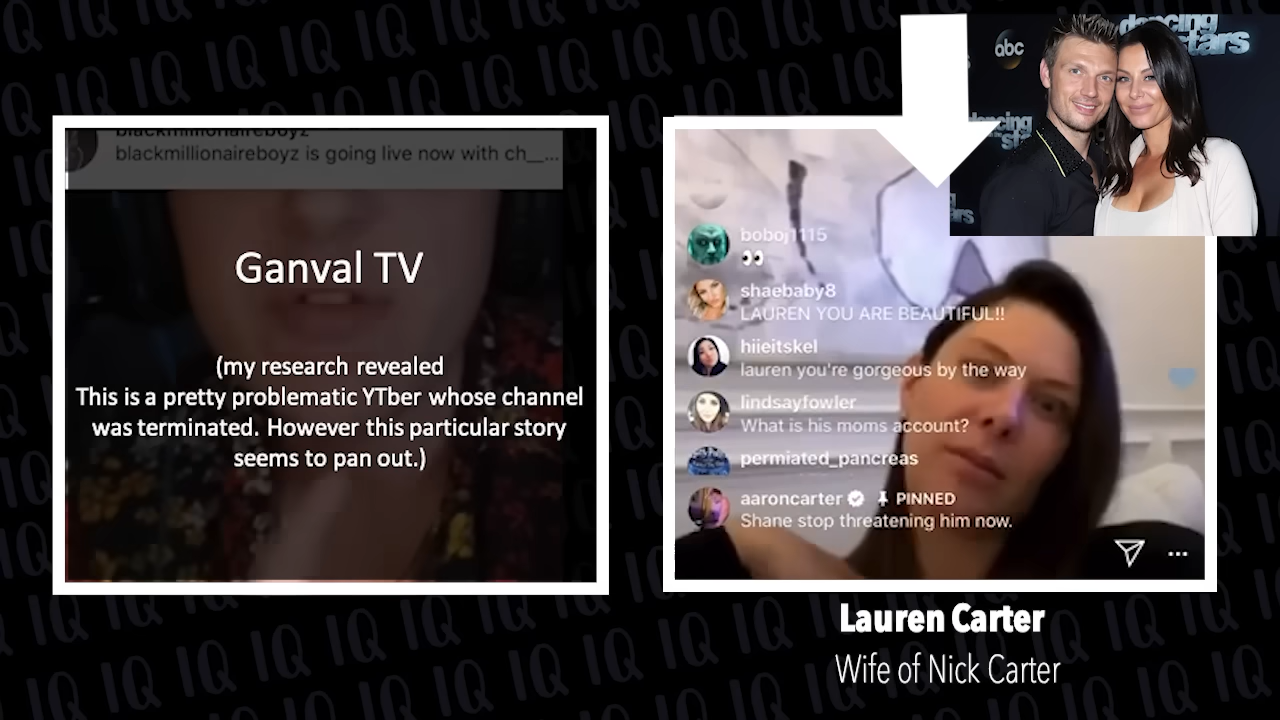 blackmillionaireboyz
blackmillionaireboyz is going live now with ch__...
Ganval TV
(my research revealed
This is a pretty problematic YTber whose channel
was terminated. However this particular story
seems to pan out.)
abc
dancing
stars
boboj1115
👀
shaebaby8
LAUREN YOU ARE BEAUTIFUL!!
hiieitskel
lauren you're gorgeous by the way
lindsayfowler
What is his moms account?
permiated_pancreas
aaroncarter PINNED
Shane stop threatening him now.
...
Lauren Carter
Wife of Nick Carter
IQ